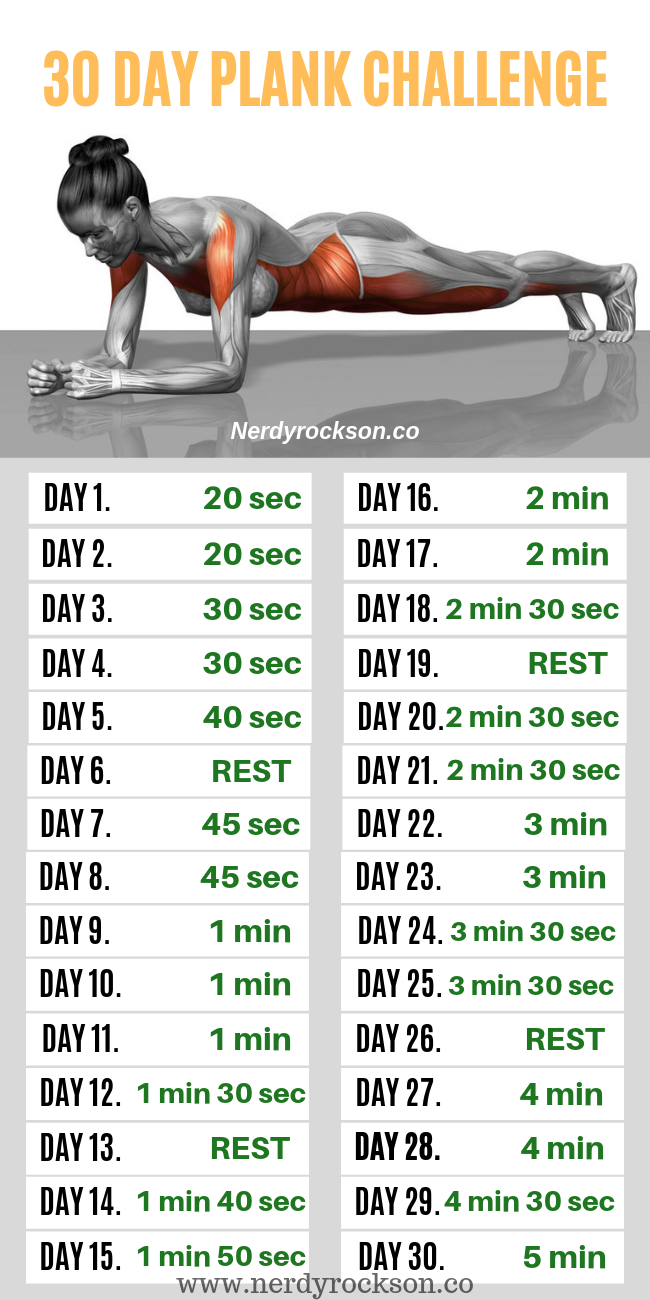 30 DAY PLANK CHALLENGE
Nerdyrockson.co
DAY 1. 20 sec
DAY 2. 20 sec
DAY 3. 30 sec
DAY 4. 30 sec
DAY 5. 40 sec
DAY 6. REST
DAY 7. 45 sec
DAY 8. 45 sec
DAY 9. 1 min
DAY 10. 1 min
DAY 11. 1 min
DAY 12. 1 min 30 sec
DAY 13. REST
DAY 14. 1 min 40 sec
DAY 15. 1 min 50 sec
DAY 16. 2 min
DAY 17. 2 min
DAY 18. 2 min 30 sec
DAY 19. REST
DAY 20. 2 min 30 sec
DAY 21. 2 min 30 sec
DAY 22. 3 min
DAY 23. 3 min
DAY 24. 3 min 30 sec
DAY 25. 3 min 30 sec
DAY 26. REST
DAY 27. 4 min
DAY 28. 4 min
DAY 29. 4 min 30 sec
DAY 30. 5 min
www.nerdyrockson.co